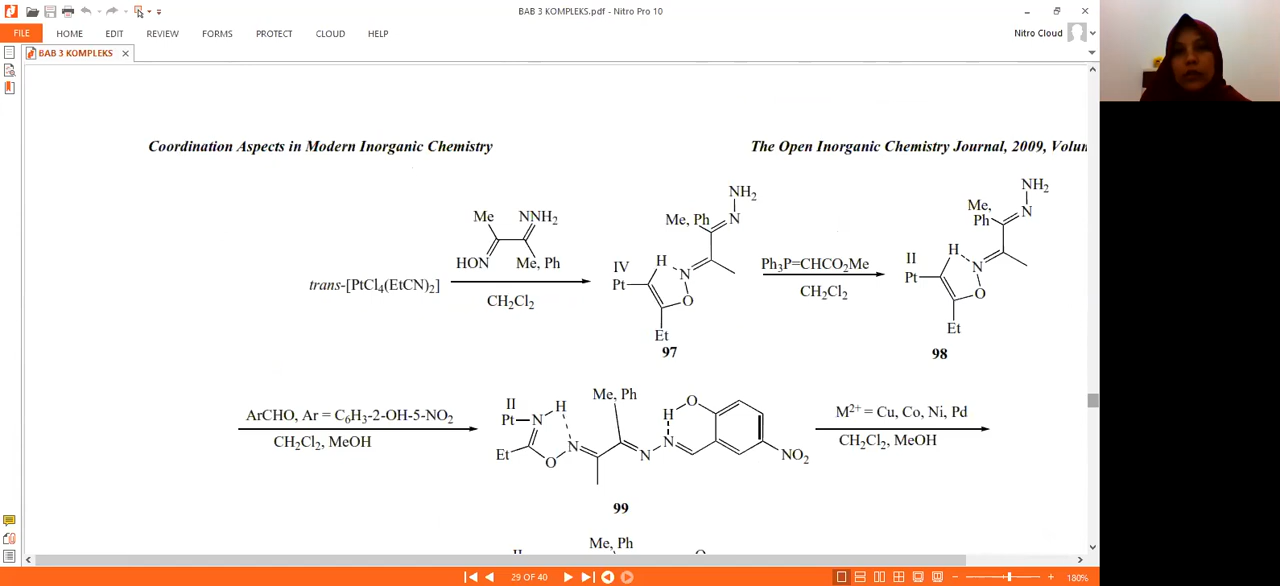 BAB 3 KOMPLEKS.pdf - Nitro Pro 10
FILE HOME EDIT REVIEW FORMS PROTECT CLOUD HELP Nitro Cloud
BAB 3 KOMPLEKS
Coordination Aspects in Modern Inorganic Chemistry The Open Inorganic Chemistry Journal, 2009, Volu
trans-[PtCl4(EtCN)2]
Me NNH2
HON Me, Ph
CH2Cl2
NH2
Me, Ph N
IV H N
Pt O
Et
97
Ph3P=CHCO2Me
CH2Cl2
NH2
Me, N
Ph
II H N
Pt O
Et
98
ArCHO, Ar = C6H3-2-OH-5-NO2
CH2Cl2, MeOH
Me, Ph
II H H O
Pt N N N
Et O N NO2
99
M2+ = Cu, Co, Ni, Pd
CH2Cl2, MeOH
Me, Ph
29 OF 40 180%